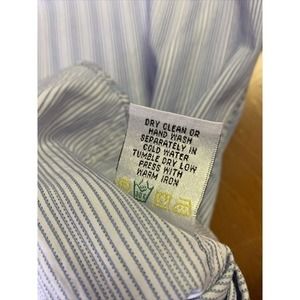 DRY CLEAN OR
HAND WASH
SEPARATELY IN
COLD WATER
TUMBLE DRY LOW
PRESS WITH
WARM IRON